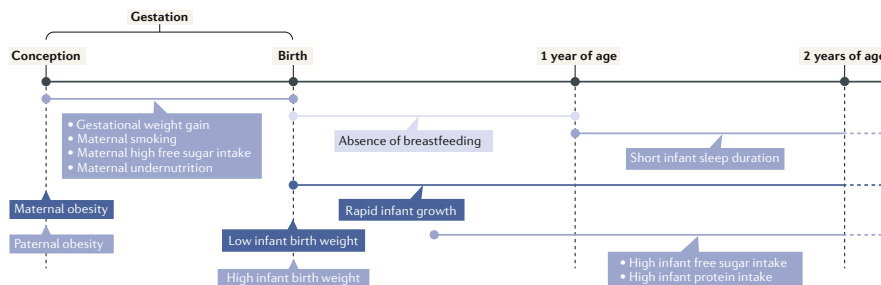 Gestation
Conception
Birth
1 year of age
2 years of age
• Gestational weight gain
• Maternal smoking
• Maternal high free sugar intake
• Maternal undernutrition
Absence of breastfeeding
Short infant sleep duration
Maternal obesity
Rapid infant growth
Paternal obesity
Low infant birth weight
High infant birth weight
• High infant free sugar intake
• High infant protein intake